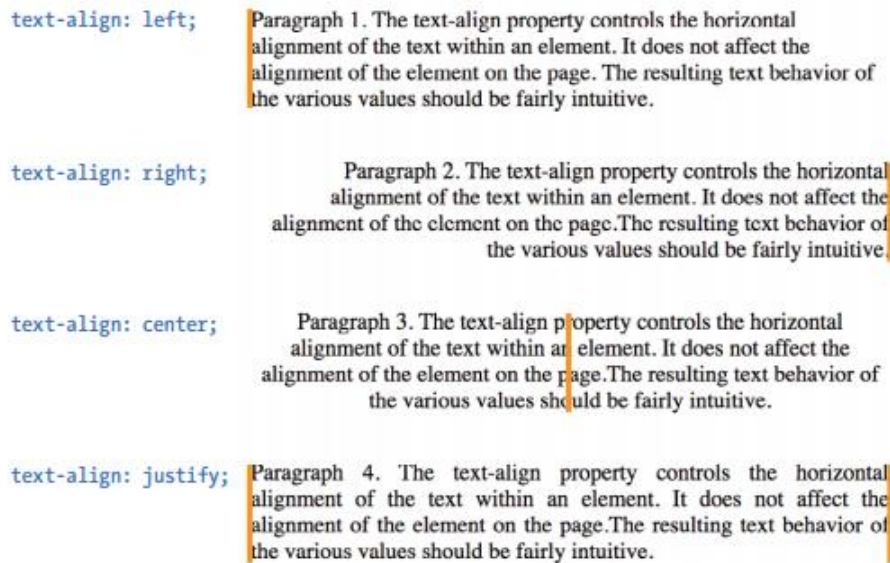 text-align: left;
Paragraph 1. The text-align property controls the horizontal
alignment of the text within an element. It does not affect the
alignment of the element on the page. The resulting text behavior of
the various values should be fairly intuitive.
text-align: right;
Paragraph 2. The text-align property controls the horizontal
alignment of the text within an element. It does not affect the
alignment of the element on the page.The resulting text behavior of
the various values should be fairly intuitive.
text-align: center;
Paragraph 3. The text-align property controls the horizontal
alignment of the text within an element. It does not affect the
alignment of the element on the page.The resulting text behavior of
the various values should be fairly intuitive.
text-align: justify;
Paragraph 4. The text-align property controls the horizontal
alignment of the text within an element. It does not affect the
alignment of the element on the page.The resulting text behavior of
the various values should be fairly intuitive.